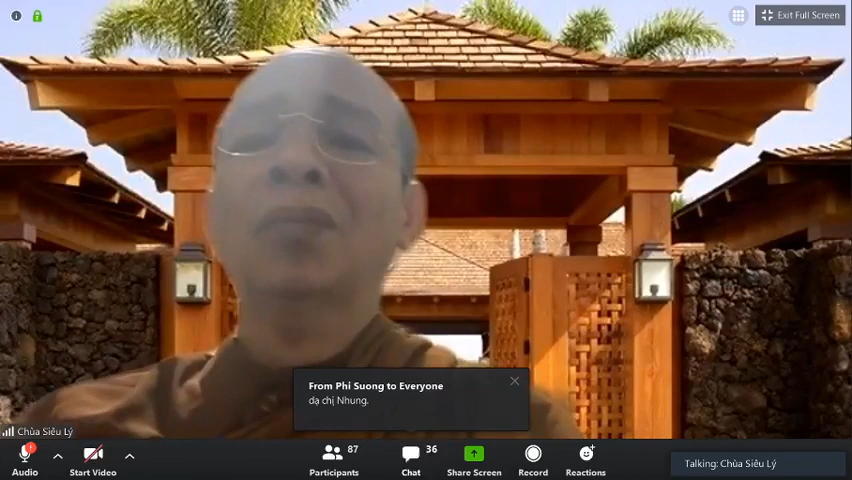 Exit Full Screen
From Phi Suong to Everyone
dạ chị Nhung.
Chùa Siêu Lý
Audio
Start Video
Participants
87
Chat
36
Share Screen
Record
Reactions
Talking: Chùa Siêu Lý